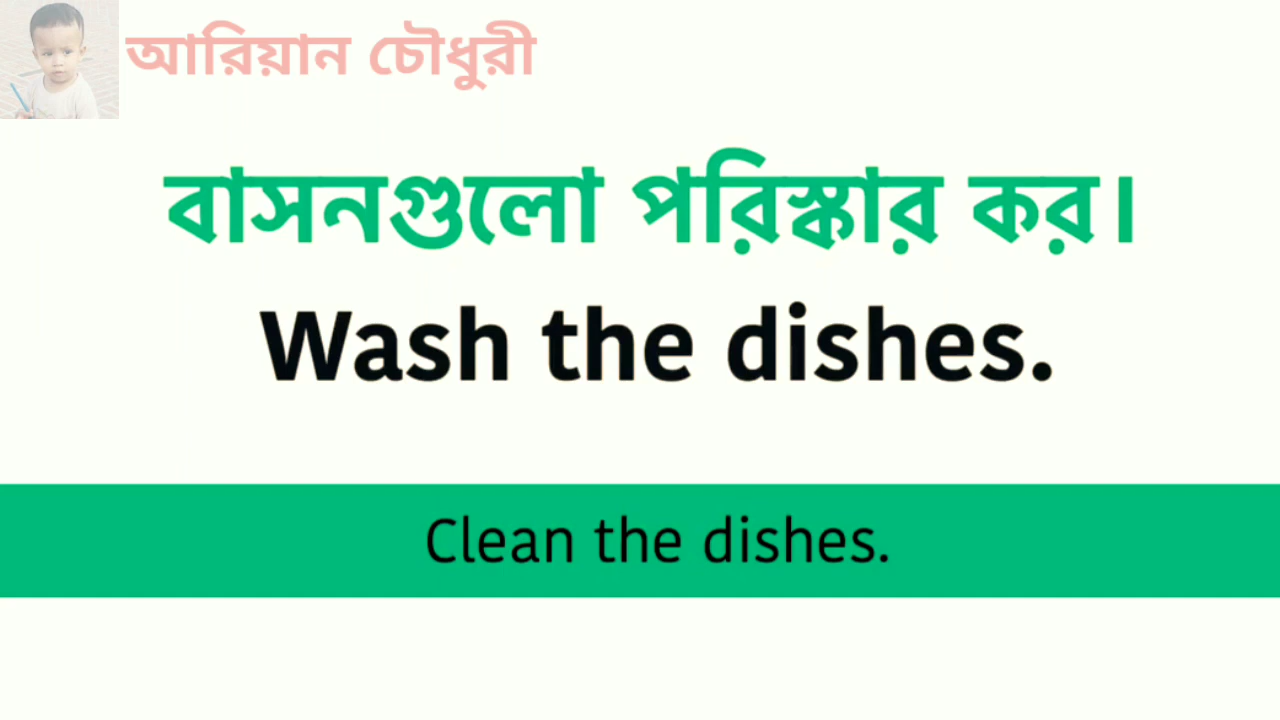 আরিয়ান চৌধুরী
বাসনগুলো পরিস্কার কর।
Wash the dishes.
Clean the dishes.